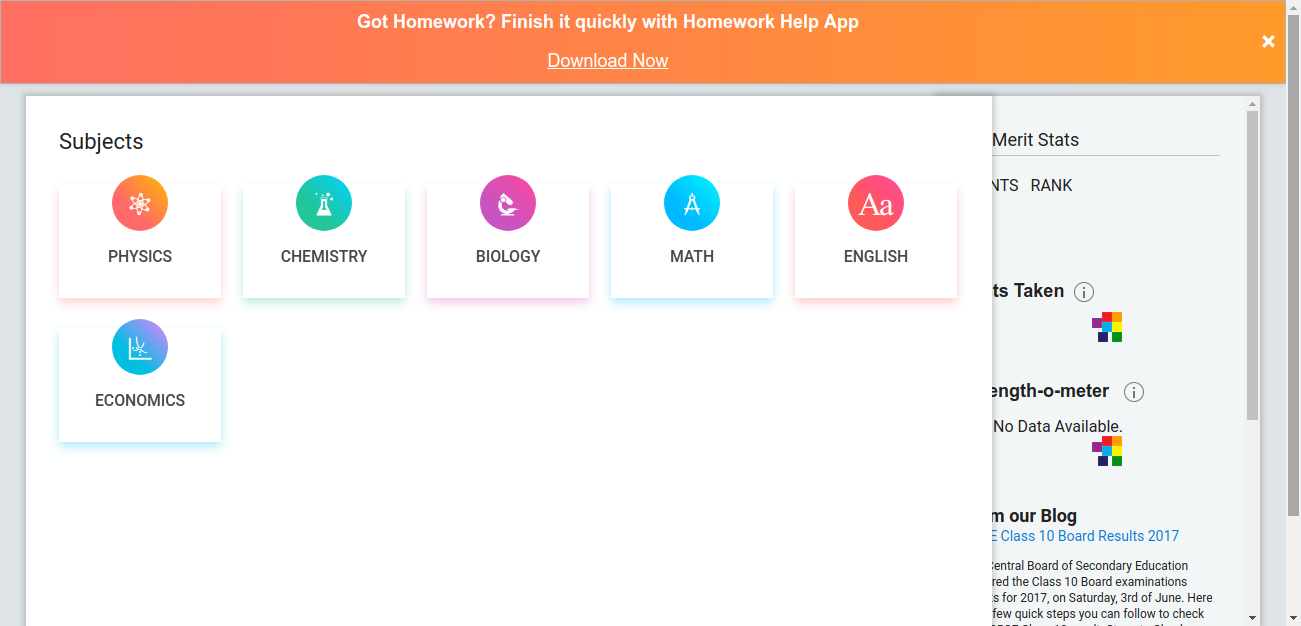 Got Homework? Finish it quickly with Homework Help App
Download Now
×
Subjects
PHYSICS
CHEMISTRY
BIOLOGY
MATH
Aa
ENGLISH
ECONOMICS
Merit Stats
NTS RANK
ts Taken
ength-o-meter
No Data Available.
m our Blog
E Class 10 Board Results 2017
Central Board of Secondary Education
red the Class 10 Board examinations
s for 2017, on Saturday, 3rd of June. Here
few quick steps you can follow to check